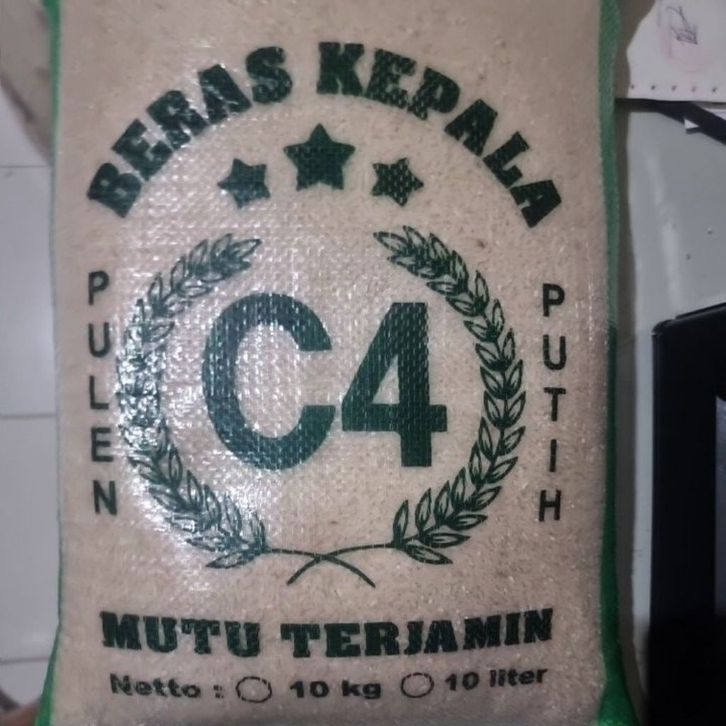 BERAS KEPALA
PULEN
C4
PUTIH
MUTU TERJAMIN
Netto : 10 kg 10 liter